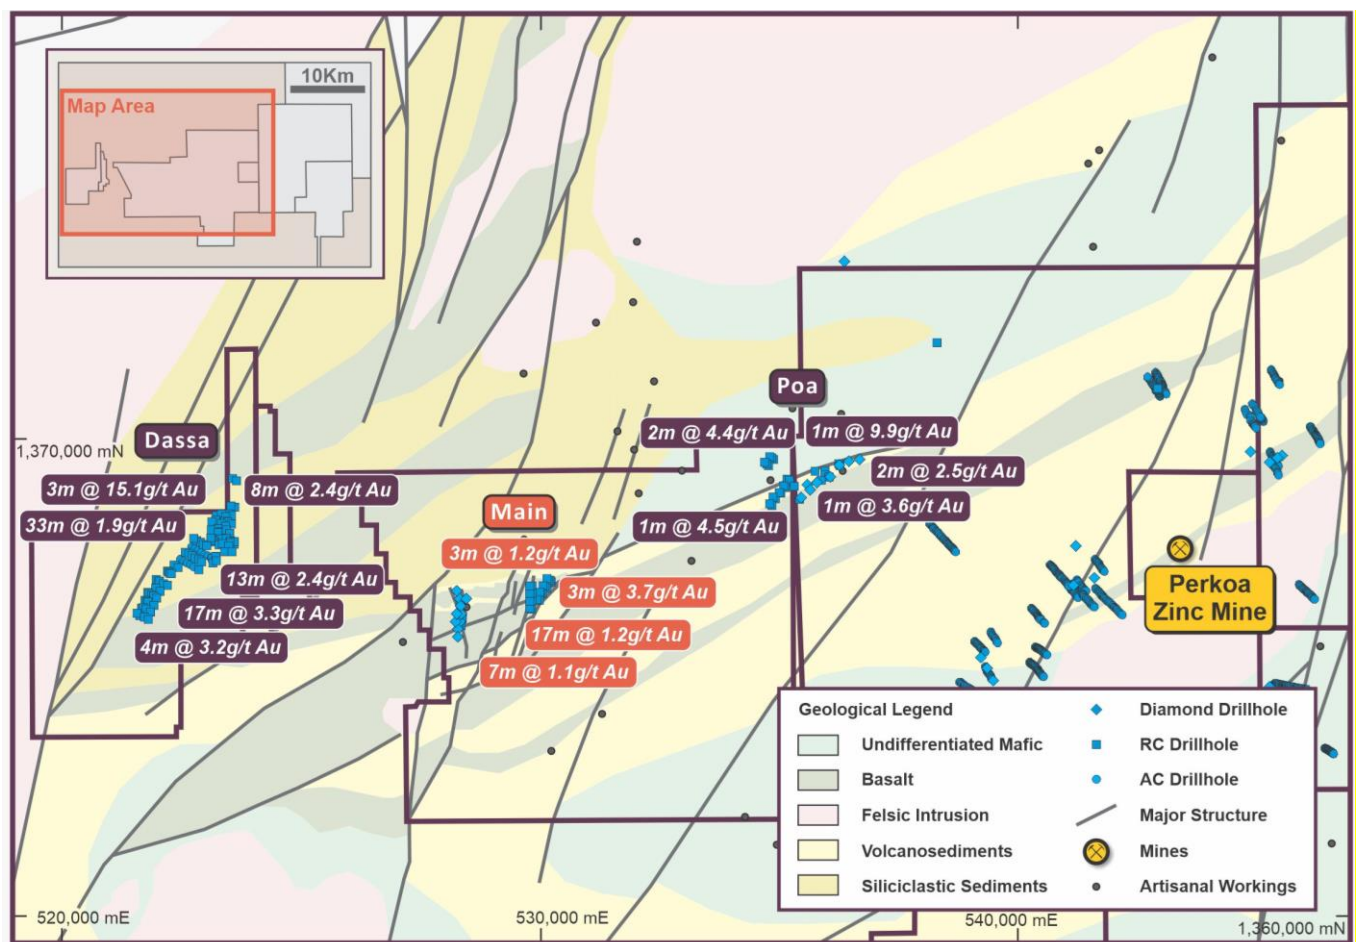 10Km
Map Area
Poa
Dassa
1,370,000 mN
2m @ 4.4g/t Au
1m @ 9.9g/t Au
3m @ 15.1g/t Au
8m @ 2.4g/t Au
2m @ 2.5g/t Au
33m @ 1.9g/t Au
Main
1m @ 3.6g/t Au
1m @ 4.5g/t Au
3m @ 1.2g/t Au
13m @ 2.4g/t Au
3m @ 3.7g/t Au
17m @ 3.3g/t Au
17m @ 1.2g/t Au
4m @ 3.2g/t Au
7m @ 1.1g/t Au
Perkoa
Zinc Mine
Geological Legend
Undifferentiated Mafic
Basalt
Felsic Intrusion
Volcanosediments
Siliciclastic Sediments
Diamond Drillhole
RC Drillhole
AC Drillhole
Major Structure
Mines
Artisanal Workings
520,000 mE
530,000 mE
540,000 mE
1,360,000 mN